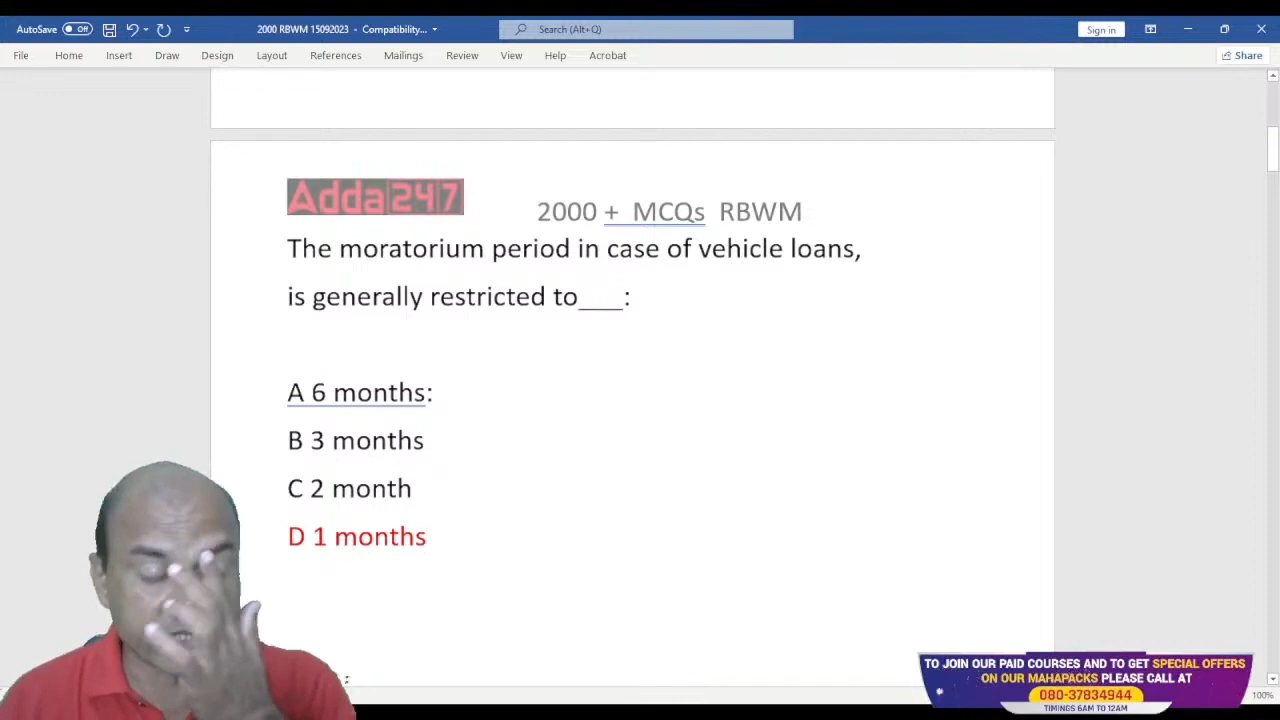 AutoSave Off 2000 RBWM 15092023 - Compatibility... Search (Alt+Q) Sign in
File Home Insert Draw Design Layout References Mailings Review View Help Acrobat Share
Adda247
2000 + MCQs RBWM
The moratorium period in case of vehicle loans,
is generally restricted to___:
A 6 months:
B 3 months
C 2 month
D 1 months
TO JOIN OUR PAID COURSES AND TO GET SPECIAL OFFERS
ON OUR MAHAPACKS PLEASE CALL AT
080-37834944
TIMINGS 6AM TO 12AM
100%